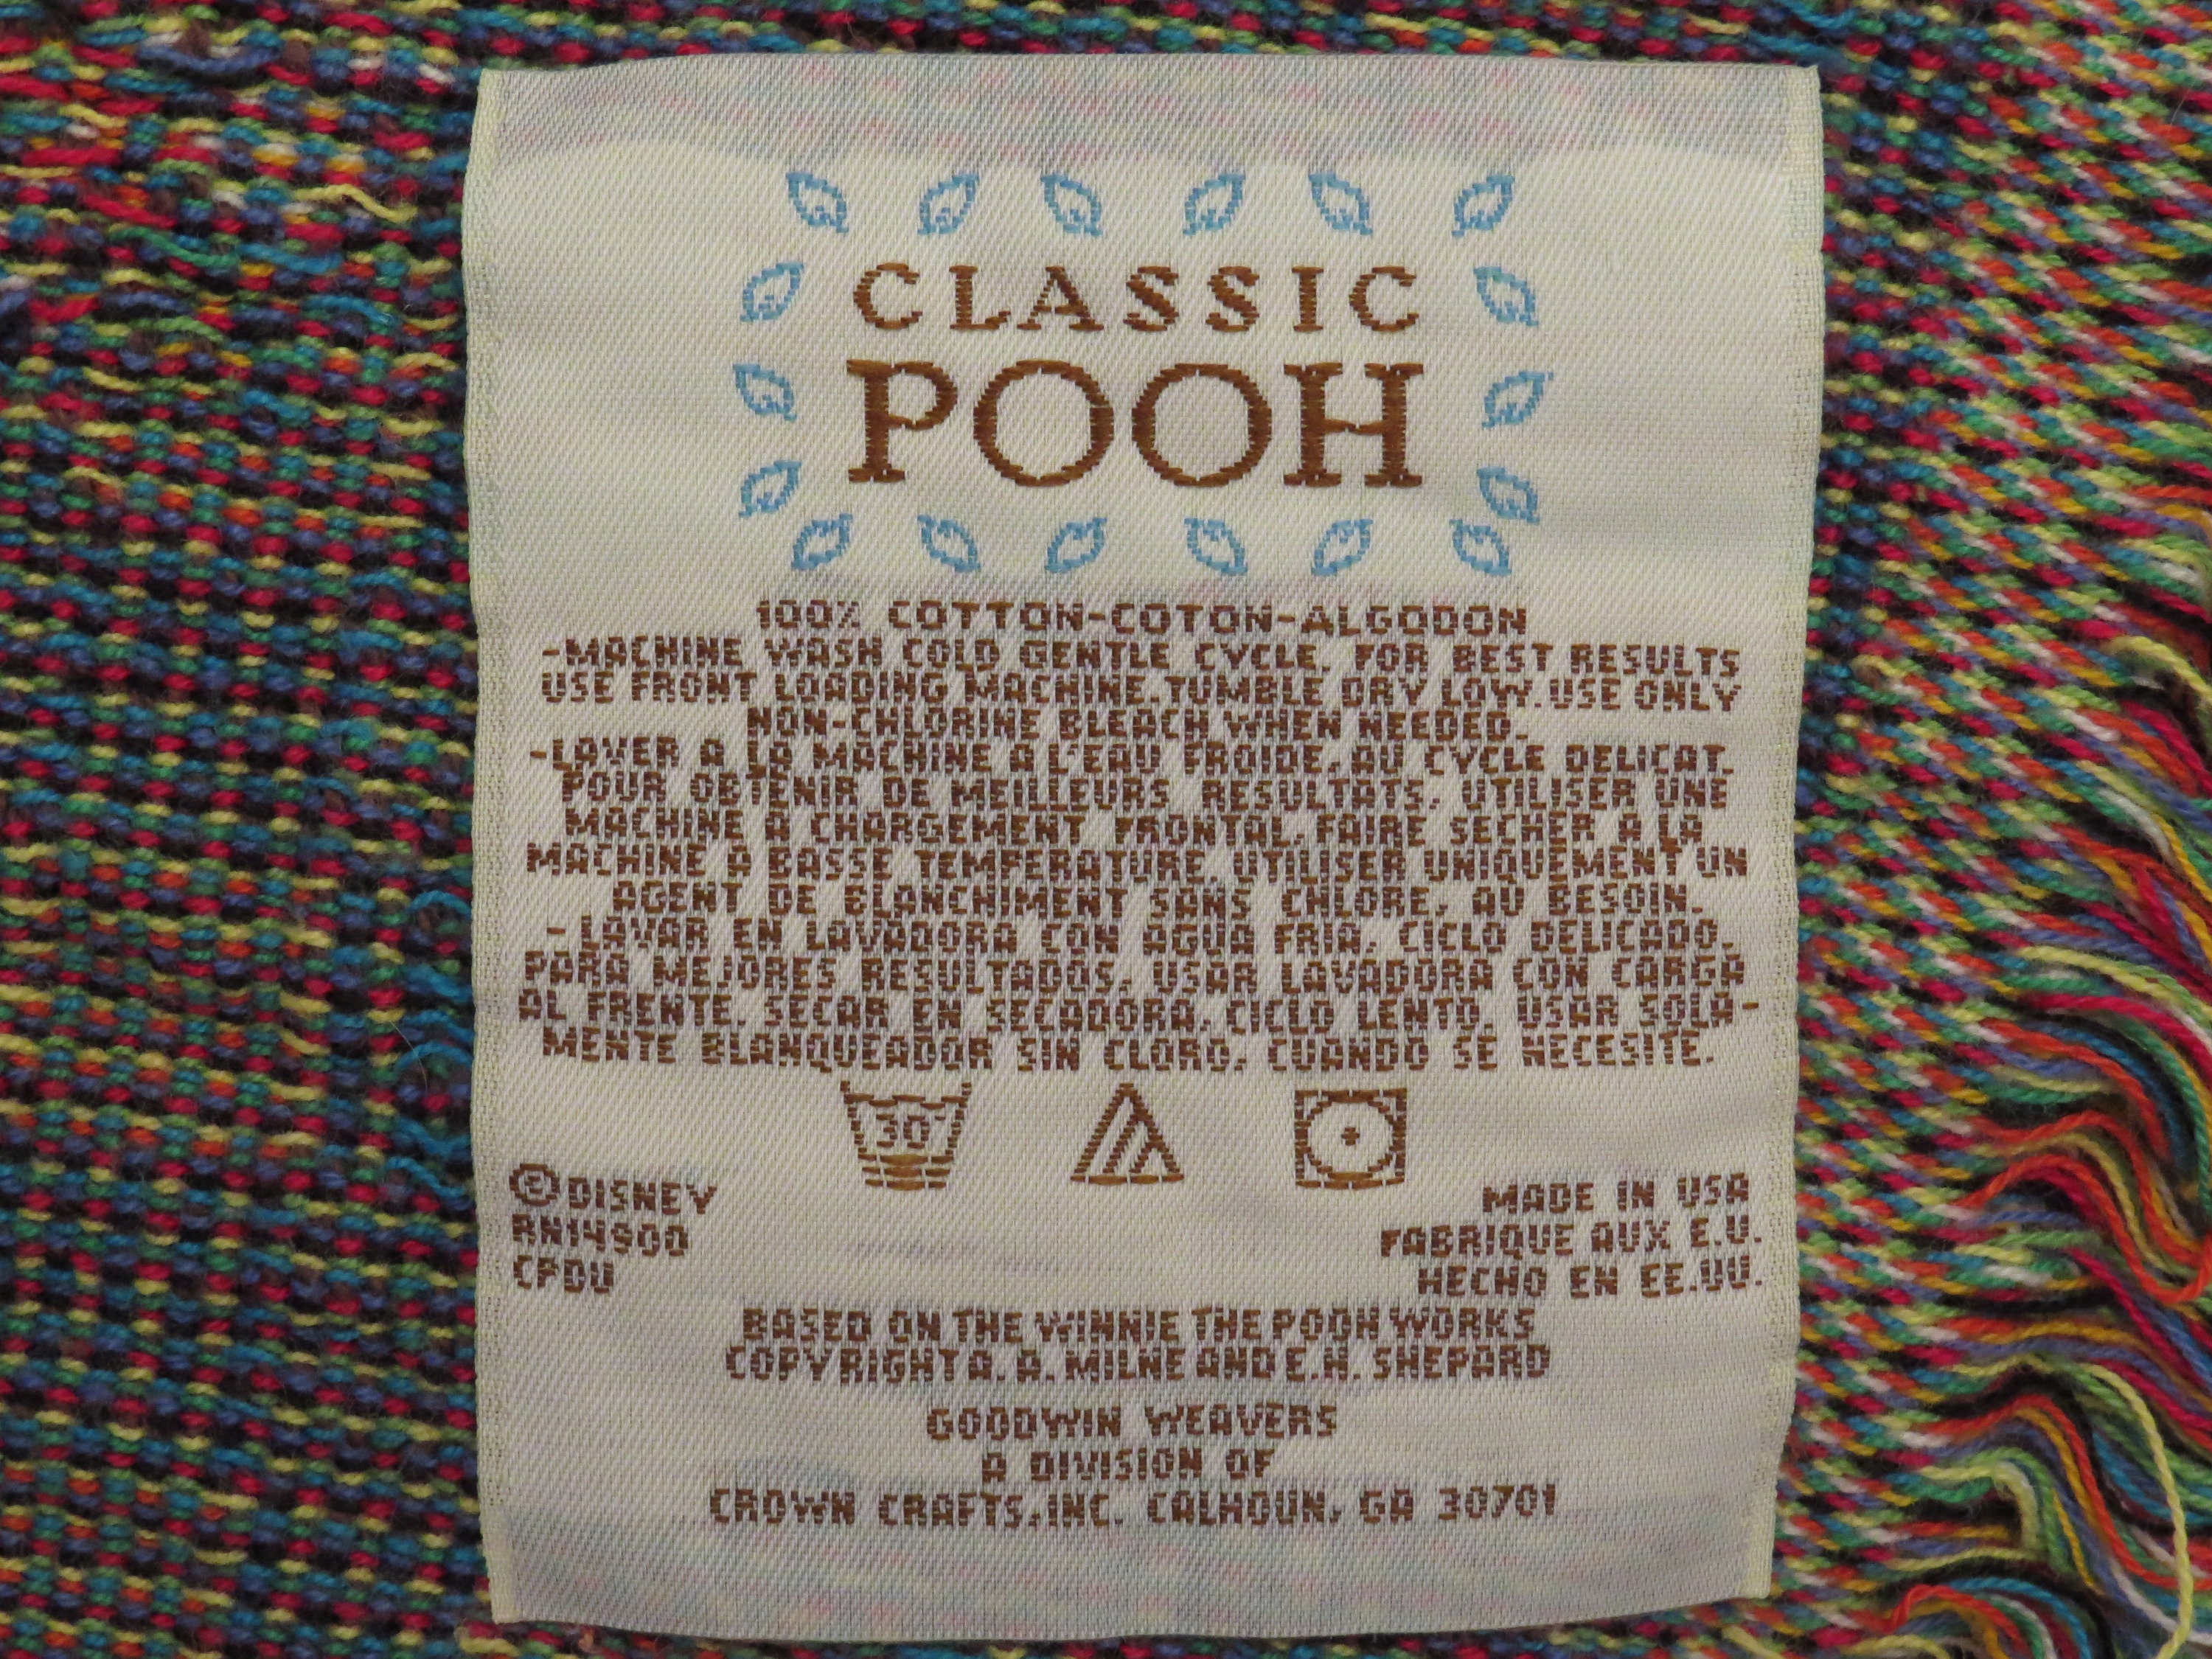 CLASSIC
POOH
100% COTTON-COTON-ALGODON
-MACHINE WASH COLD GENTLE CYCLE. FOR BEST RESULTS
USE FRONT LOADING MACHINE.TUMBLE DRY LOW.USE ONLY
NON-CHLORINE BLEACH WHEN NEEDED.
-LAVER A LA MACHINE A L'EAU FROIDE,AU CYCLE DELICAT.
POUR OBTENIR DE MEILLEURS RESULTATS, UTILISER UNE
MACHINE A CHARGEMENT FRONTAL.FAIRE SECHER A LA
MACHINE A BASSE TEMPERATURE.UTILISER UNIQUEMENT UN
AGENT DE BLANCHIMENT SANS CHLORE, AU BESOIN.
- LAVAR EN LAVADORA CON AGUA FRIA, CICLO DELICADO.
PARA MEJORES RESULTADOS, USAR LAVADORA CON CARGA
AL FRENTE. SECAR EN SECADORA, CICLO LENTO. USAR SOLA-
MENTE BLANQUEADOR SIN CLORO, CUANDO SE NECESITE.
30°
©DISNEY
RN14900
CPDU
MADE IN USA
FABRIQUE AUX E.U.
HECHO EN EE.UU.
BASED ON THE WINNIE THE POOH WORKS
COPYRIGHT A. A. MILNE AND E.H. SHEPARD
GOODWIN WEAVERS
A DIVISION OF
CROWN CRAFTS,INC. CALHOUN, GA 30701